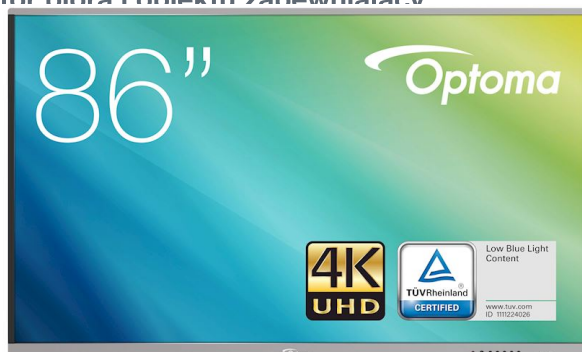 86”
Optoma
4K
UHD
TÜVRheinland
®
CERTIFIED
Low Blue Light
Content
www.tuv.com
ID 1111224026